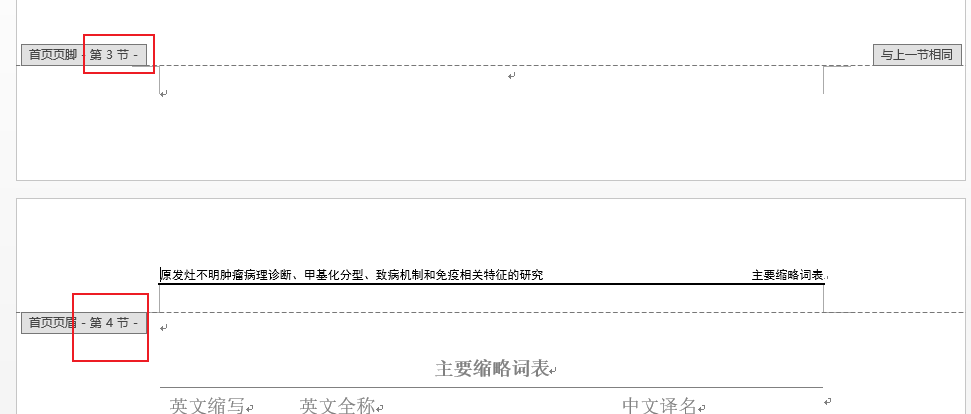 首页页脚 - 第 3 节 - 与上一节相同
原发灶不明肿瘤病理诊断、甲基化分型、致病机制和免疫相关特征的研究 主要缩略词表
首页页眉 - 第 4 节 -
主要缩略词表
英文缩写 英文全称 中文译名